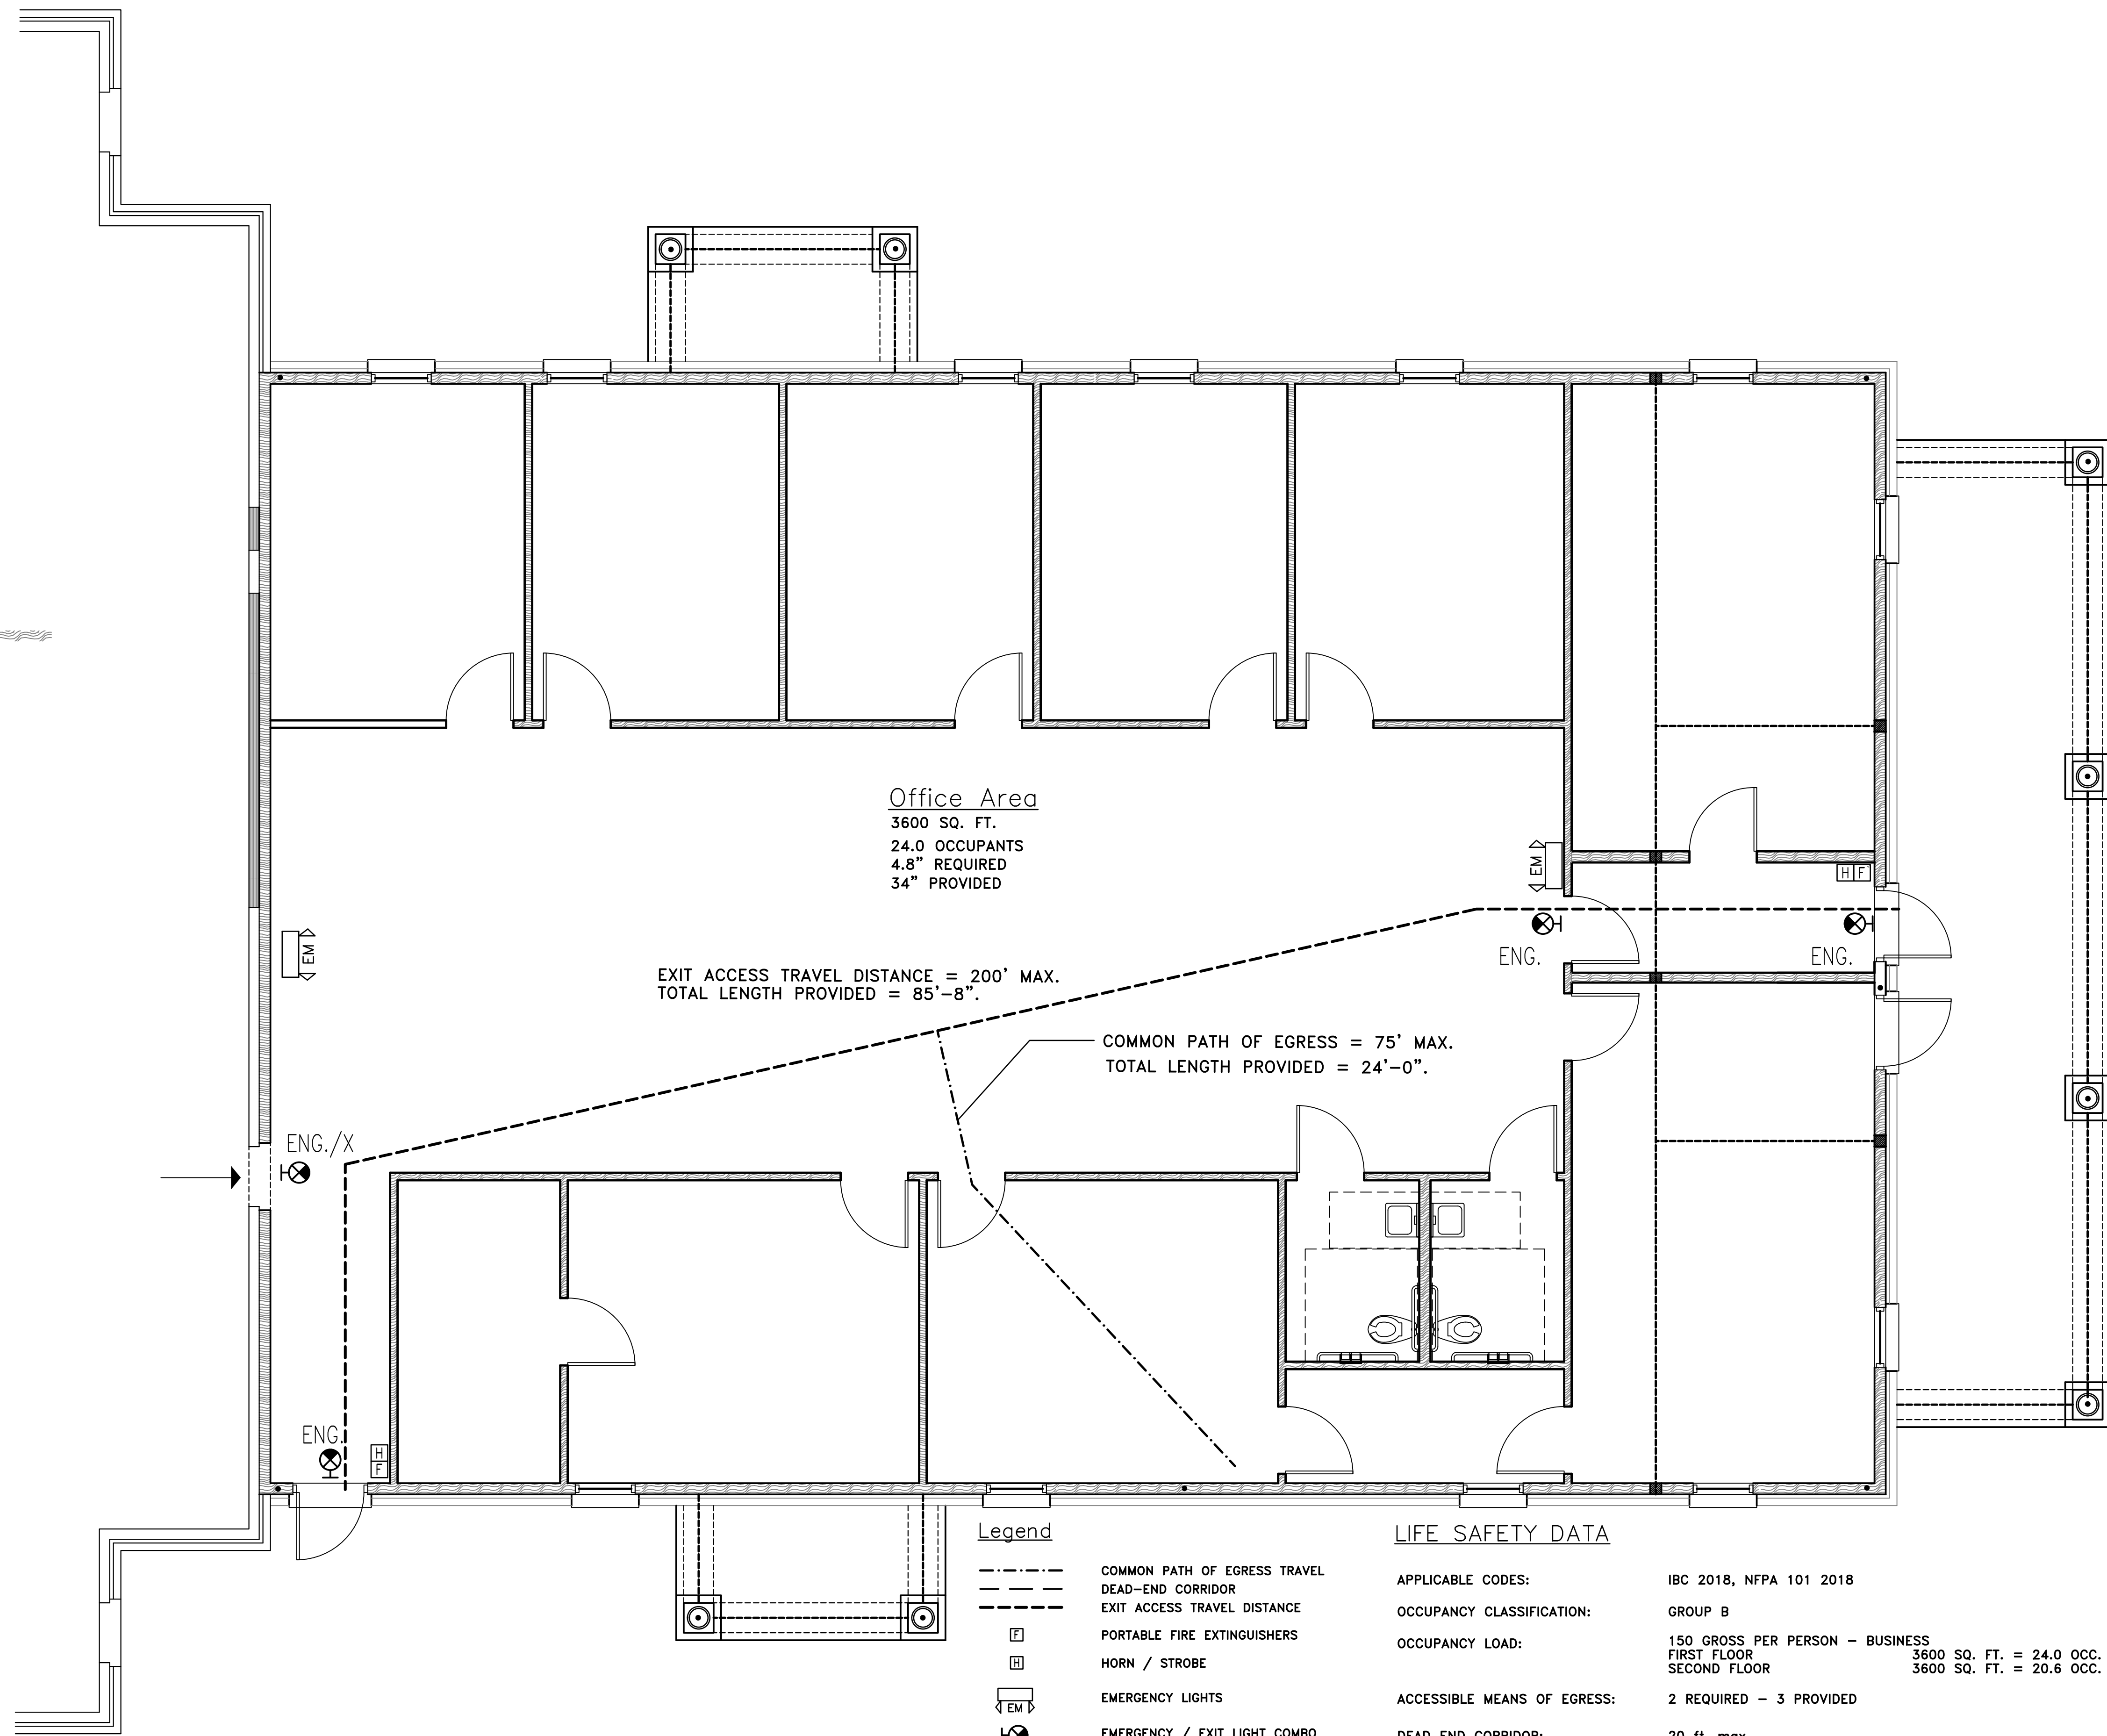 Office Area
3600 SQ. FT.
24.0 OCCUPANTS
4.8" REQUIRED
34" PROVIDED
EM
H F
ENG.
ENG.
EM
EXIT ACCESS TRAVEL DISTANCE = 200' MAX.
TOTAL LENGTH PROVIDED = 85'-8".
COMMON PATH OF EGRESS = 75' MAX.
TOTAL LENGTH PROVIDED = 24'-0".
ENG./X
ENG.
H
F
Legend
COMMON PATH OF EGRESS TRAVEL
DEAD-END CORRIDOR
EXIT ACCESS TRAVEL DISTANCE
F PORTABLE FIRE EXTINGUISHERS
H HORN / STROBE
EM EMERGENCY LIGHTS
EMERGENCY / EXIT LIGHT COMBO
LIFE SAFETY DATA
APPLICABLE CODES: IBC 2018, NFPA 101 2018
OCCUPANCY CLASSIFICATION: GROUP B
OCCUPANCY LOAD: 150 GROSS PER PERSON - BUSINESS
FIRST FLOOR 3600 SQ. FT. = 24.0 OCC.
SECOND FLOOR 3600 SQ. FT. = 20.6 OCC.
ACCESSIBLE MEANS OF EGRESS: 2 REQUIRED - 3 PROVIDED
DEAD END CORRIDOR: 20 ft. max